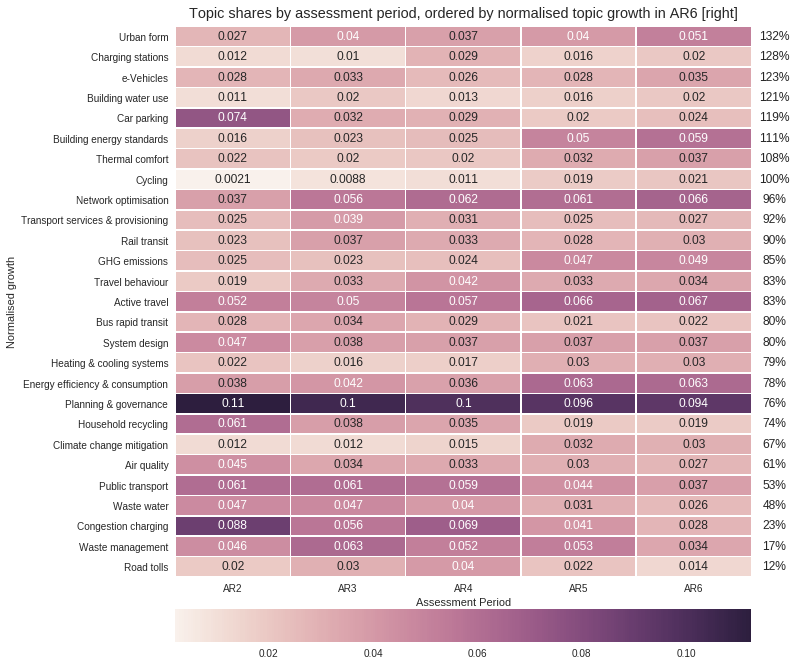 Topic shares by assessment period, ordered by normalised topic growth in AR6 [right]
Urban form 0.027 0.04 0.037 0.04 0.051 132%
Charging stations 0.012 0.01 0.029 0.016 0.02 128%
e-Vehicles 0.028 0.033 0.026 0.028 0.035 123%
Building water use 0.011 0.02 0.013 0.016 0.02 121%
Car parking 0.074 0.032 0.029 0.02 0.024 119%
Building energy standards 0.016 0.023 0.025 0.05 0.059 111%
Thermal comfort 0.022 0.02 0.02 0.032 0.037 108%
Cycling 0.0021 0.0088 0.011 0.019 0.021 100%
Network optimisation 0.037 0.056 0.062 0.061 0.066 96%
Transport services & provisioning 0.025 0.039 0.031 0.025 0.027 92%
Rail transit 0.023 0.037 0.033 0.028 0.03 90%
GHG emissions 0.025 0.023 0.024 0.047 0.049 85%
Travel behaviour 0.019 0.033 0.042 0.033 0.034 83%
Active travel 0.052 0.05 0.057 0.066 0.067 83%
Bus rapid transit 0.028 0.034 0.029 0.021 0.022 80%
System design 0.047 0.038 0.037 0.037 0.037 80%
Heating & cooling systems 0.022 0.016 0.017 0.03 0.03 79%
Energy efficiency & consumption 0.038 0.042 0.036 0.063 0.063 78%
Planning & governance 0.11 0.1 0.1 0.096 0.094 76%
Household recycling 0.061 0.038 0.035 0.019 0.019 74%
Climate change mitigation 0.012 0.012 0.015 0.032 0.03 67%
Air quality 0.045 0.034 0.033 0.03 0.027 61%
Public transport 0.061 0.061 0.059 0.044 0.037 53%
Waste water 0.047 0.047 0.04 0.031 0.026 48%
Congestion charging 0.088 0.056 0.069 0.041 0.028 23%
Waste management 0.046 0.063 0.052 0.053 0.034 17%
Road tolls 0.02 0.03 0.04 0.022 0.014 12%
Normalised growth
AR2 AR3 AR4 AR5 AR6
Assessment Period
0.02 0.04 0.06 0.08 0.10